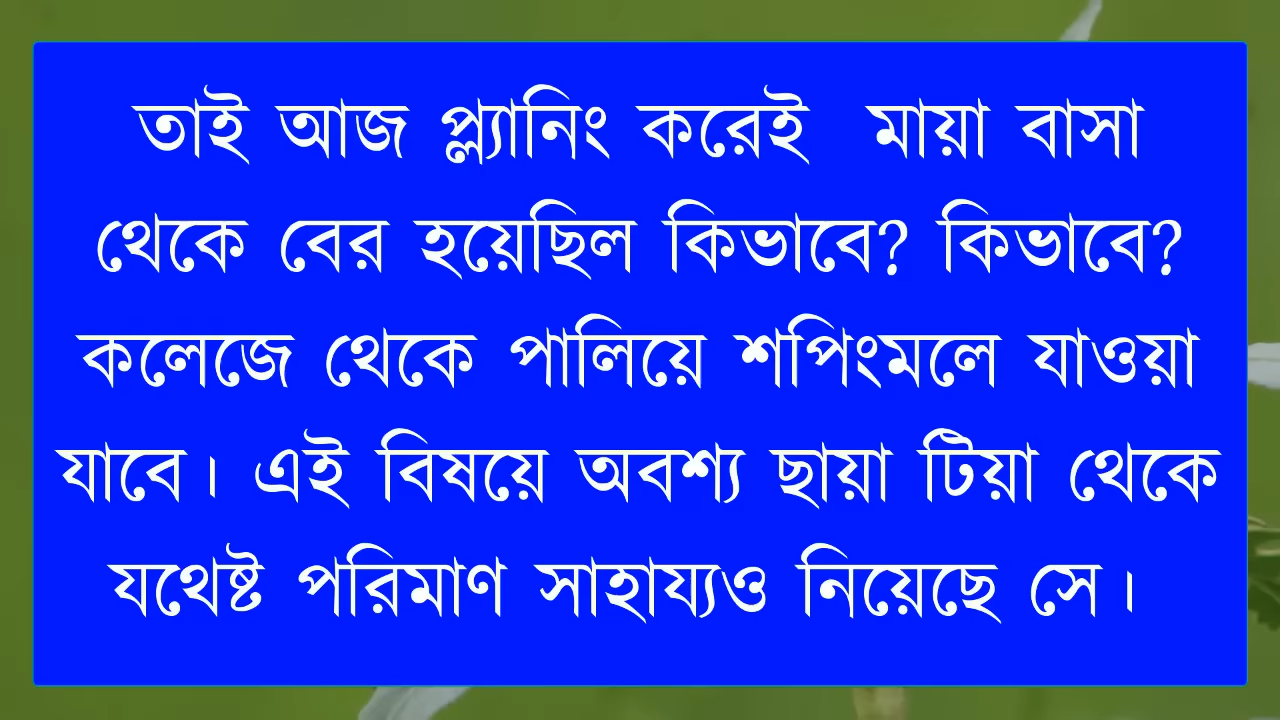 তাই আজ প্ল্যানিং করেই মায়া বাসা
থেকে বের হয়েছিল কিভাবে? কিভাবে?
কলেজে থেকে পালিয়ে শপিংমলে যাওয়া
যাবে। এই বিষয়ে অবশ্য ছায়া টিয়া থেকে
যথেষ্ট পরিমাণ সাহায্যও নিয়েছে সে।